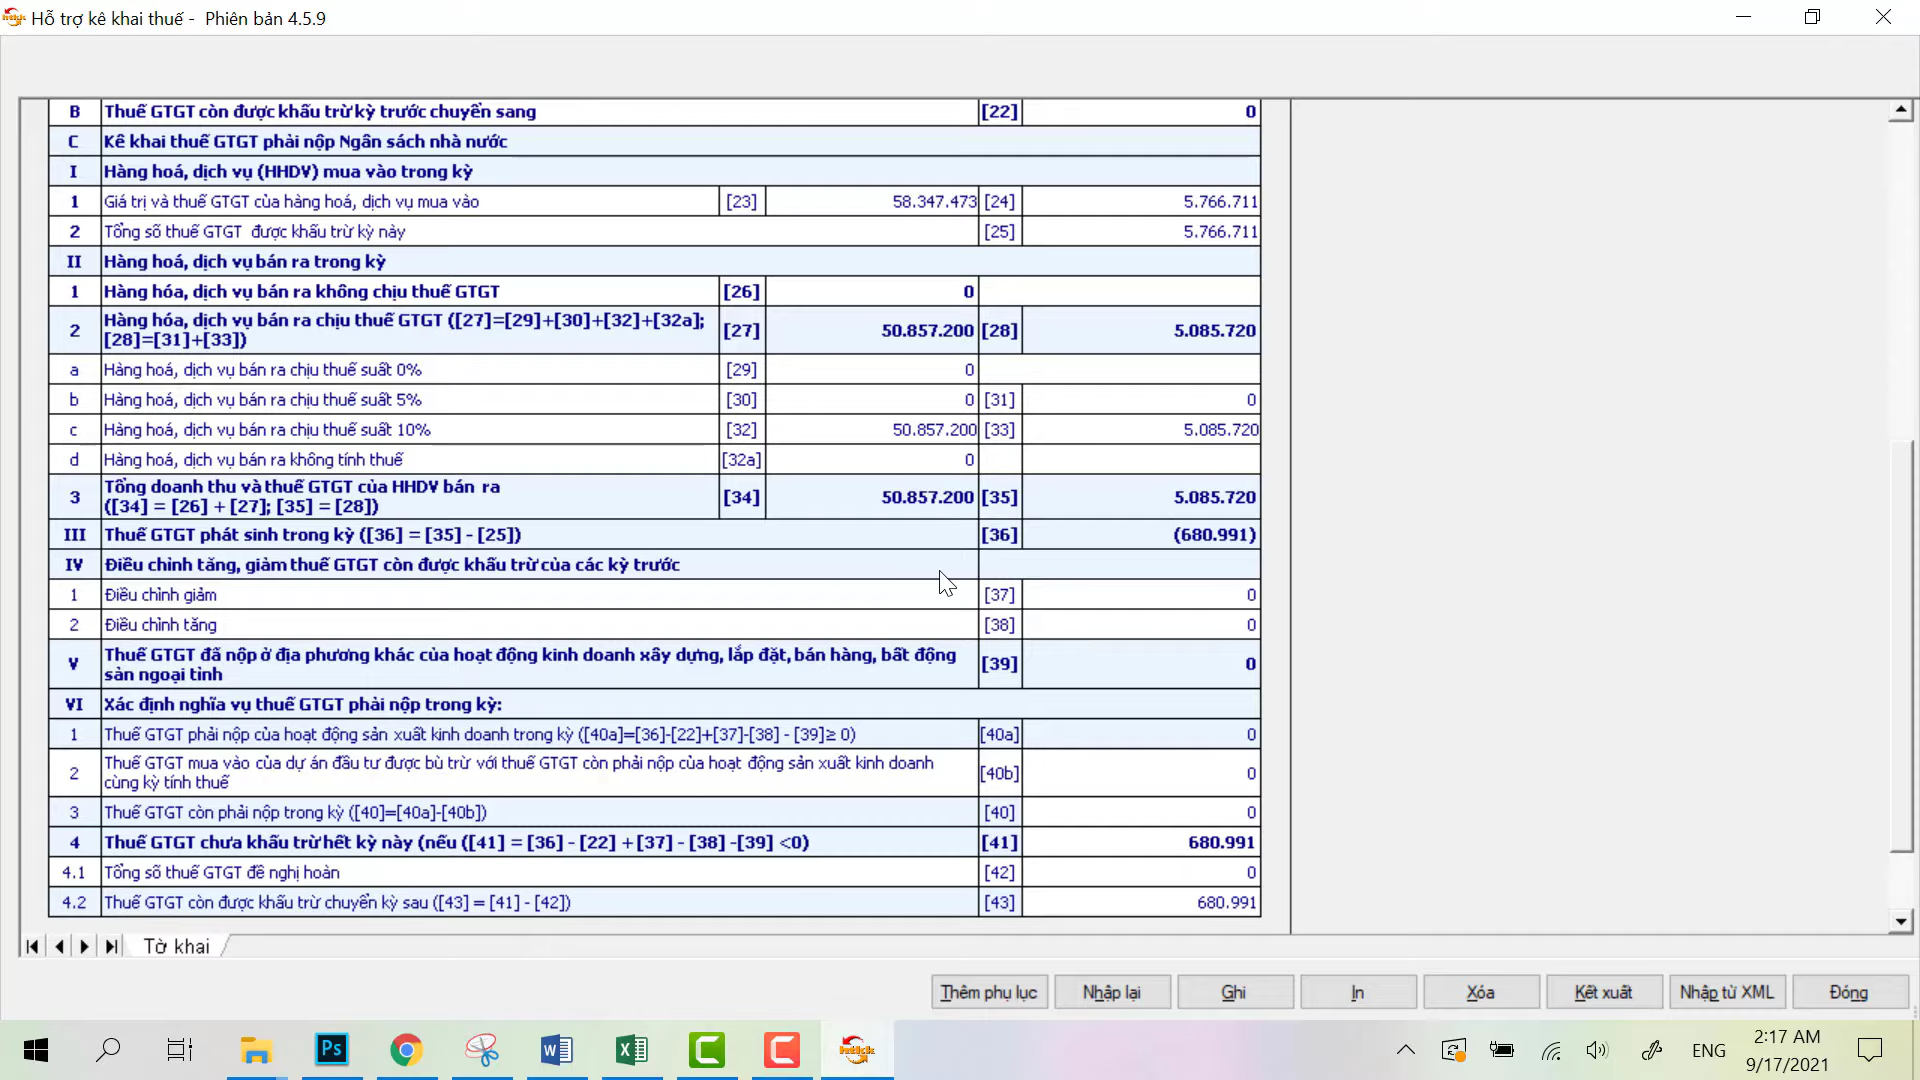 Hỗ trợ kê khai thuế - Phiên bản 4.5.9
B Thuế GTGT còn được khấu trừ kỳ trước chuyển sang [22] 0
C Kê khai thuế GTGT phải nộp Ngân sách nhà nước
I Hàng hoá, dịch vụ (HHDV) mua vào trong kỳ
1 Giá trị và thuế GTGT của hàng hoá, dịch vụ mua vào [23] 58.347.473 [24] 5.766.711
2 Tổng số thuế GTGT được khấu trừ kỳ này [25] 5.766.711
II Hàng hoá, dịch vụ bán ra trong kỳ
1 Hàng hóa, dịch vụ bán ra không chịu thuế GTGT [26] 0
2 Hàng hóa, dịch vụ bán ra chịu thuế GTGT ([27]=[29]+[30]+[32]+[32a]; [27] 50.857.200 [28] 5.085.720
[28]=[31]+[33])
a Hàng hoá, dịch vụ bán ra chịu thuế suất 0% [29] 0
b Hàng hoá, dịch vụ bán ra chịu thuế suất 5% [30] 0 [31] 0
c Hàng hoá, dịch vụ bán ra chịu thuế suất 10% [32] 50.857.200 [33] 5.085.720
d Hàng hoá, dịch vụ bán ra không tính thuế [32a] 0
3 Tổng doanh thu và thuế GTGT của HHDV bán ra [34] 50.857.200 [35] 5.085.720
([34] = [26] + [27]; [35] = [28])
III Thuế GTGT phát sinh trong kỳ ([36] = [35] - [25]) [36] (680.991)
IV Điều chỉnh tăng, giảm thuế GTGT còn được khấu trừ của các kỳ trước
1 Điều chỉnh giảm [37] 0
2 Điều chỉnh tăng [38] 0
V Thuế GTGT đã nộp ở địa phương khác của hoạt động kinh doanh xây dựng, lắp đặt, bán hàng, bất động [39] 0
sản ngoại tỉnh
VI Xác định nghĩa vụ thuế GTGT phải nộp trong kỳ:
1 Thuế GTGT phải nộp của hoạt động sản xuất kinh doanh trong kỳ ([40a]=[36]-[22]+[37]-[38] - [39]≥ 0) [40a] 0
2 Thuế GTGT mua vào của dự án đầu tư được bù trừ với thuế GTGT còn phải nộp của hoạt động sản xuất kinh doanh [40b] 0
cùng kỳ tính thuế
3 Thuế GTGT còn phải nộp trong kỳ ([40]=[40a]-[40b]) [40] 0
4 Thuế GTGT chưa khấu trừ hết kỳ này (nếu ([41] = [36] - [22] + [37] - [38] -[39] <0) [41] 680.991
4.1 Tổng số thuế GTGT đề nghị hoàn [42] 0
4.2 Thuế GTGT còn được khấu trừ chuyển kỳ sau ([43] = [41] - [42]) [43] 680.991
Tờ khai
Thêm phụ lục Nhập lại Ghi In Xóa Kết xuất Nhập từ XML Đóng
Ps htkk ENG 2:17 AM
9/17/2021